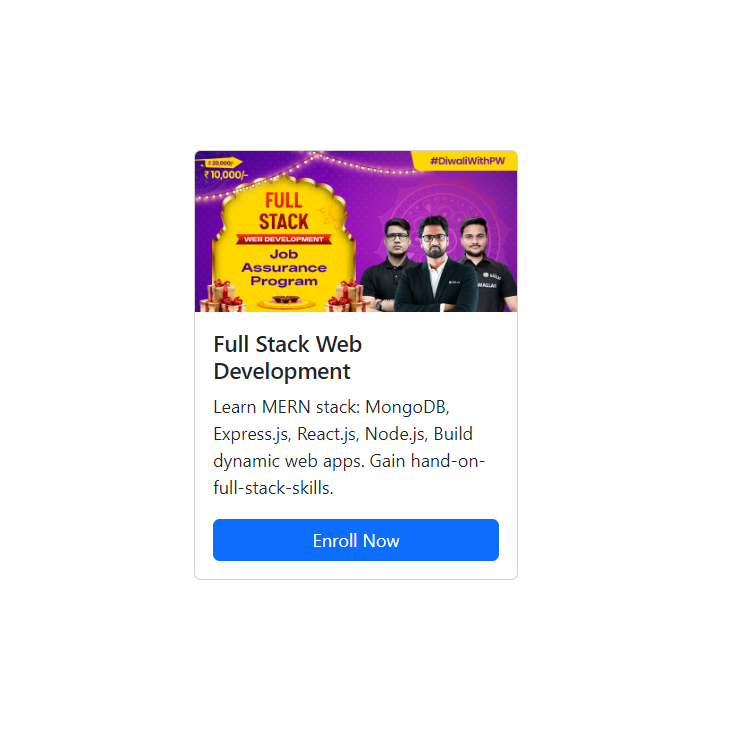 ₹ 20,000/-
#DiwaliWithPW
₹ 10,000/-
FULL
STACK
WEB DEVELOPMENT
Job
Assurance
Program
Full Stack Web
Development
Learn MERN stack: MongoDB,
Express.js, React.js, Node.js, Build
dynamic web apps. Gain hand-on-
full-stack-skills.
Enroll Now